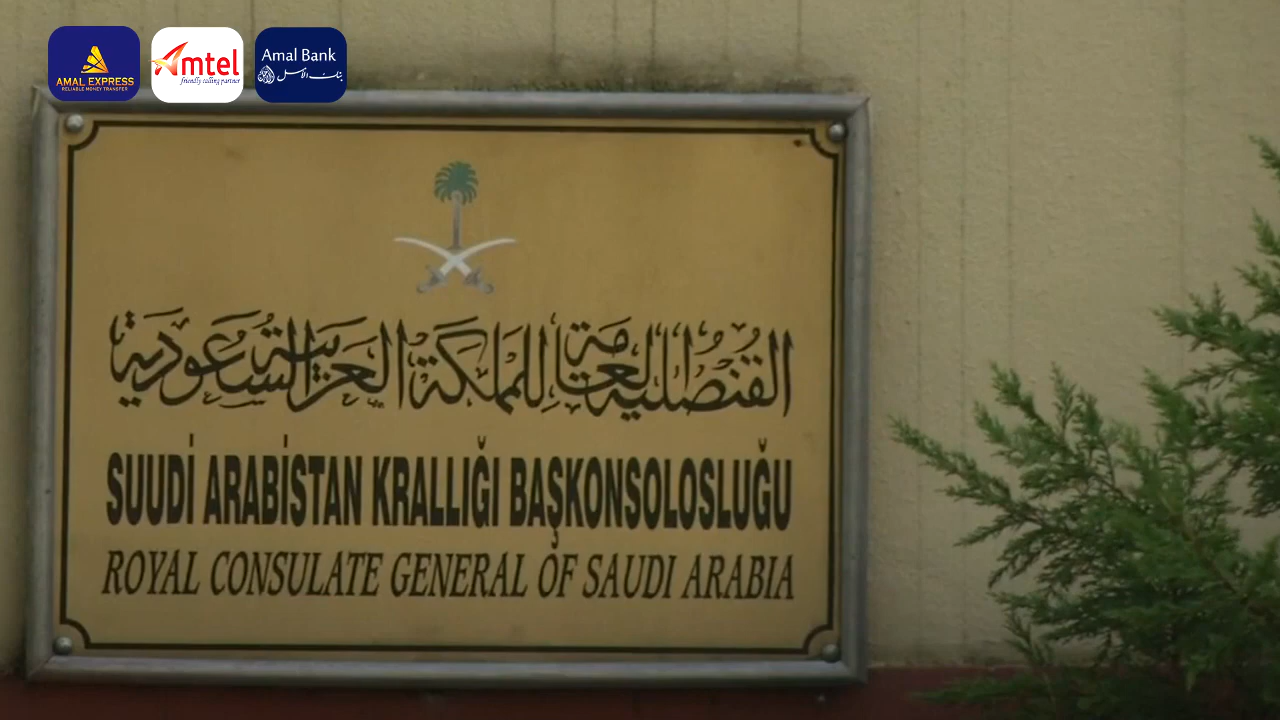 AMAL EXPRESS
RELIABLE MONEY TRANSFER
Amtel
friendly calling partner
Amal Bank
بنك الأمل
القنصلية العامة للمملكة العربية السعودية
SUUDİ ARABİSTAN KRALLIĞI BAŞKONSOLOSLUĞU
ROYAL CONSULATE GENERAL OF SAUDI ARABIA